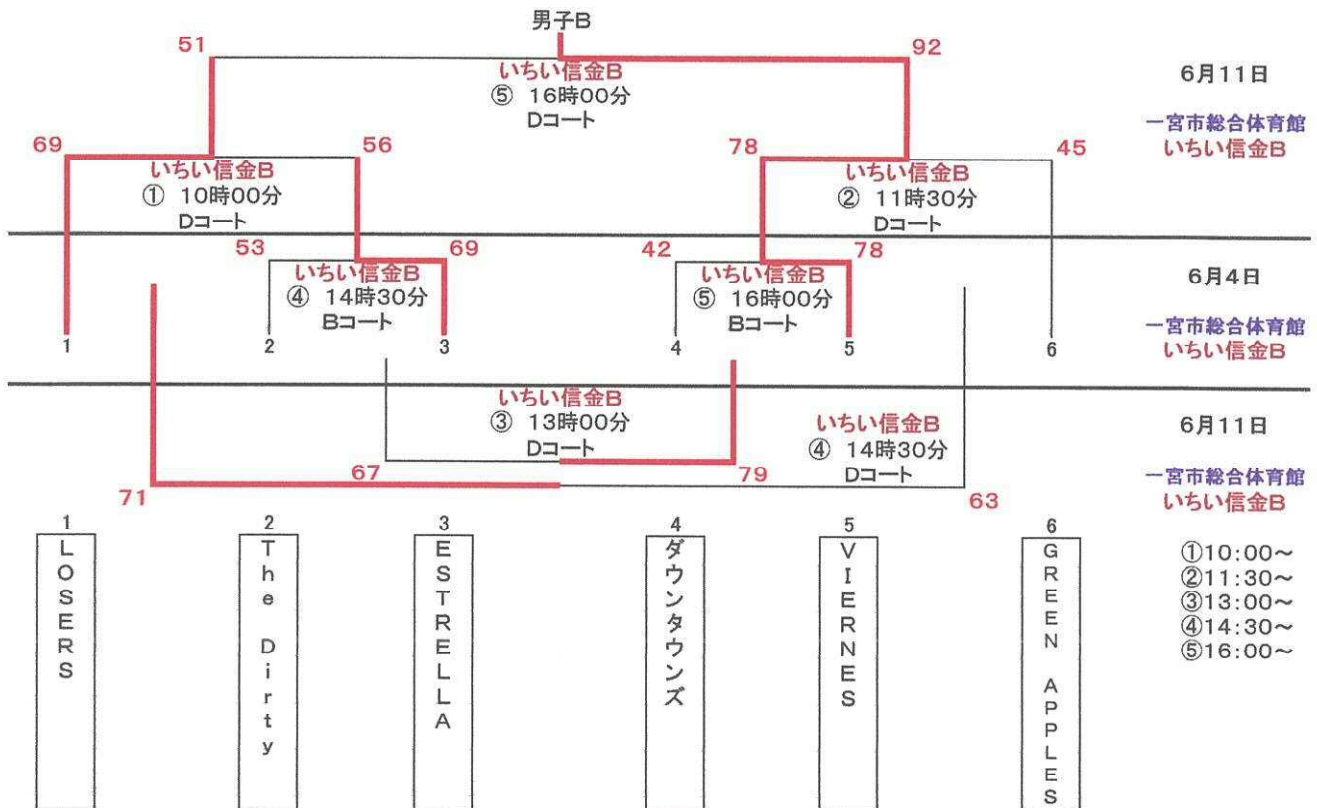 男子B
51
92
いちい信金B
⑤ 16時00分
Dコート
6月11日
一宮市総合体育館
いちい信金B
69
56
78
45
いちい信金B
① 10時00分
Dコート
いちい信金B
② 11時30分
Dコート
53
69
42
78
いちい信金B
④ 14時30分
Bコート
いちい信金B
⑤ 16時00分
Bコート
6月4日
一宮市総合体育館
いちい信金B
1
2
3
4
5
6
いちい信金B
③ 13時00分
Dコート
いちい信金B
④ 14時30分
Dコート
6月11日
一宮市総合体育館
いちい信金B
67
79
71
63
1
LOSERS
2
The Dirty
3
ESTRELLA
4
ダウンタウンズ
5
VIERNES
6
GREEN APPLES
①10:00～
②11:30～
③13:00～
④14:30～
⑤16:00～